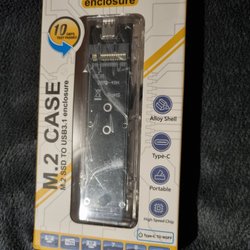 enclosure
10
M.2 CASE
M.2 SSD TO USB3.1 enclosure
Alloy Shell
Type-C
Portable
High Speed Chip